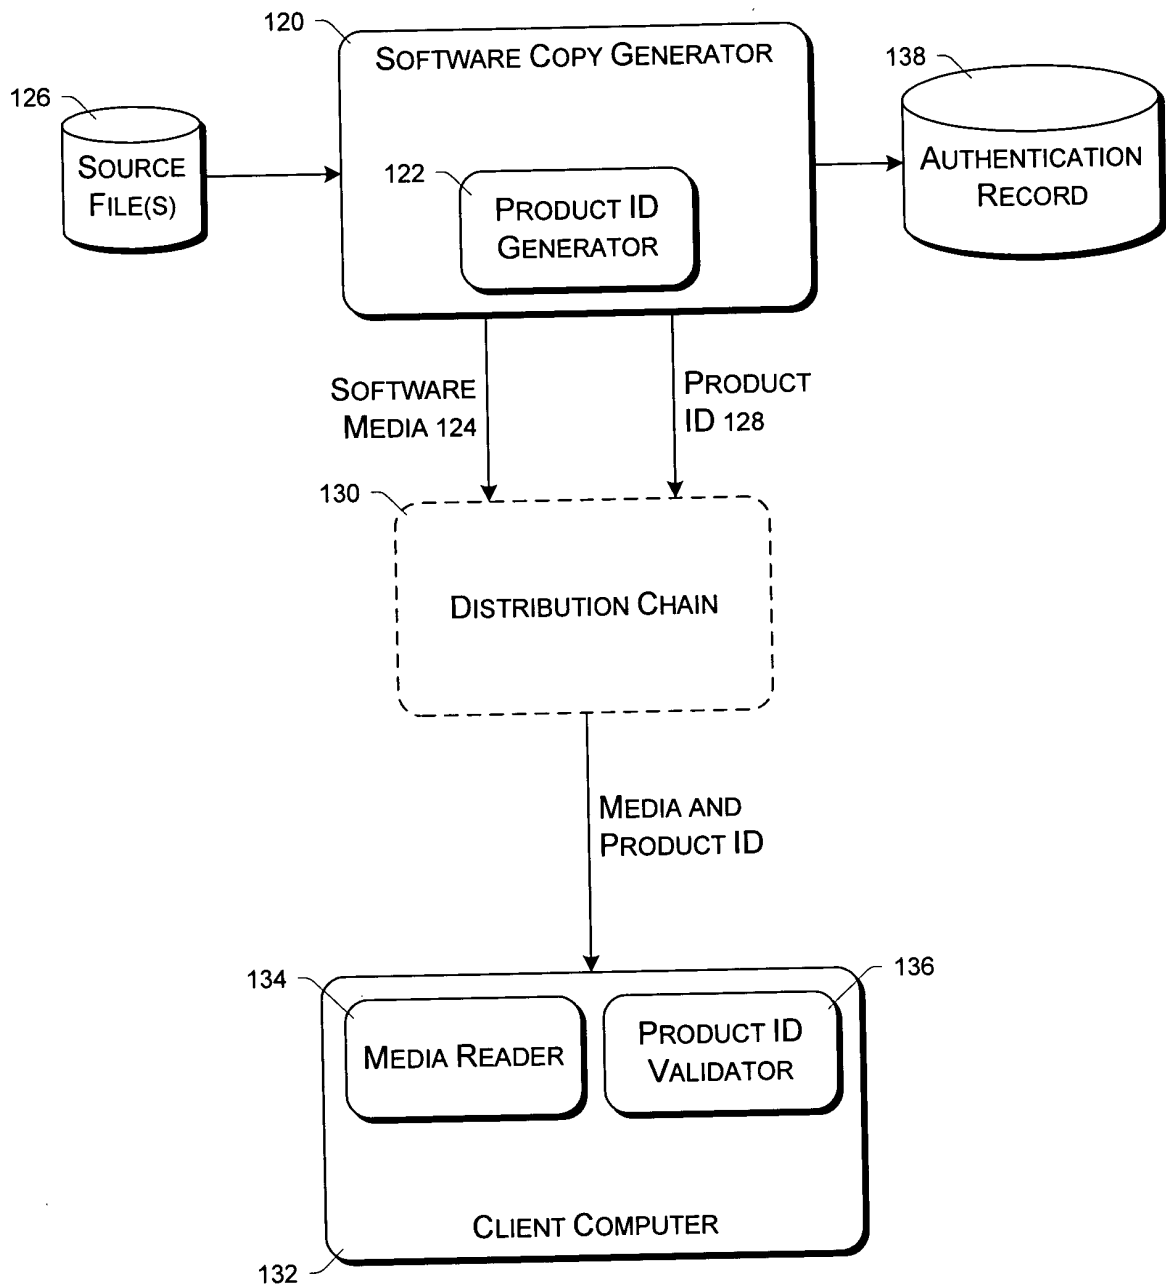 120
SOFTWARE COPY GENERATOR
138
126
SOURCE
FILE(S)
122
PRODUCT ID
GENERATOR
AUTHENTICATION
RECORD
SOFTWARE
MEDIA 124
PRODUCT
ID 128
130
DISTRIBUTION CHAIN
MEDIA AND
PRODUCT ID
134
136
MEDIA READER
PRODUCT ID
VALIDATOR
CLIENT COMPUTER
132